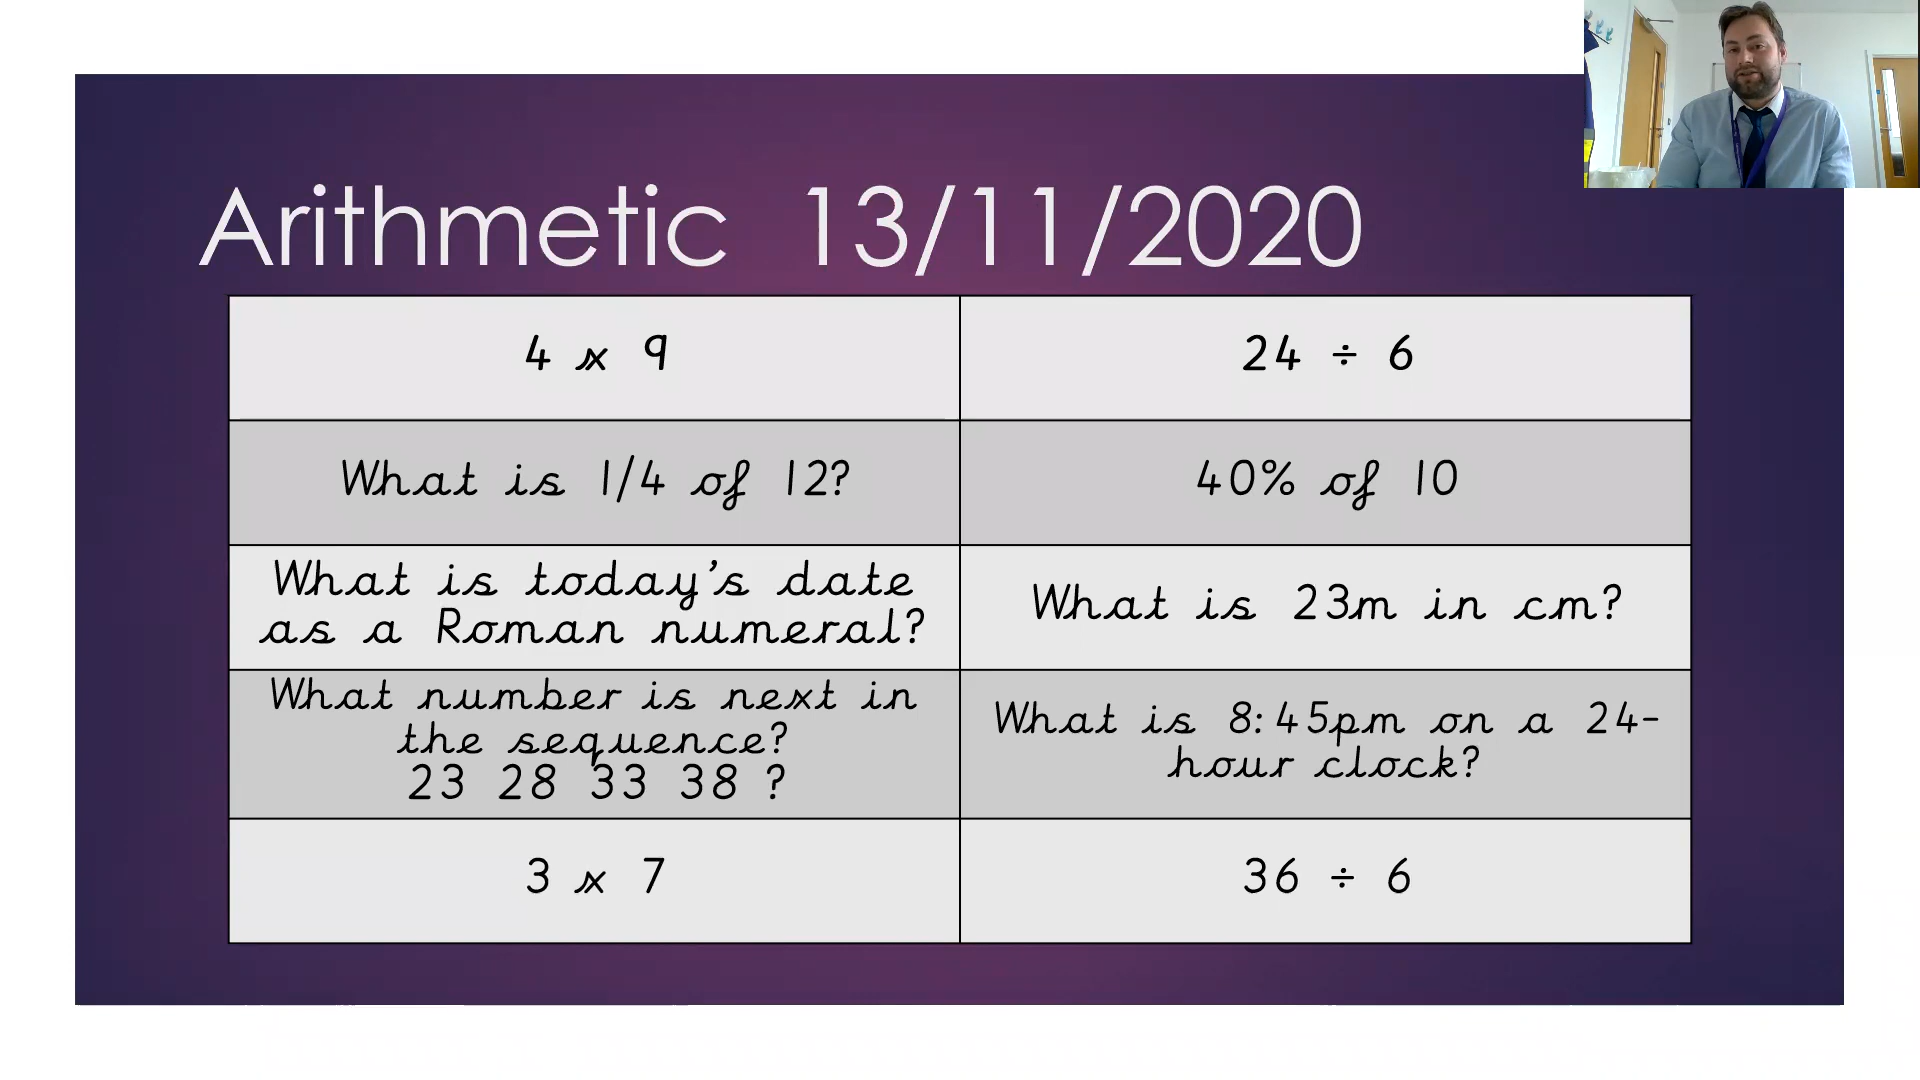 Arithmetic 13/11/2020
4 x 9
24 ÷ 6
What is 1/4 of 12?
40% of 10
What is today’s date
as a Roman numeral?
What is 23m in cm?
What number is next in
the sequence?
23 28 33 38 ?
What is 8:45pm on a 24-
hour clock?
3 x 7
36 ÷ 6